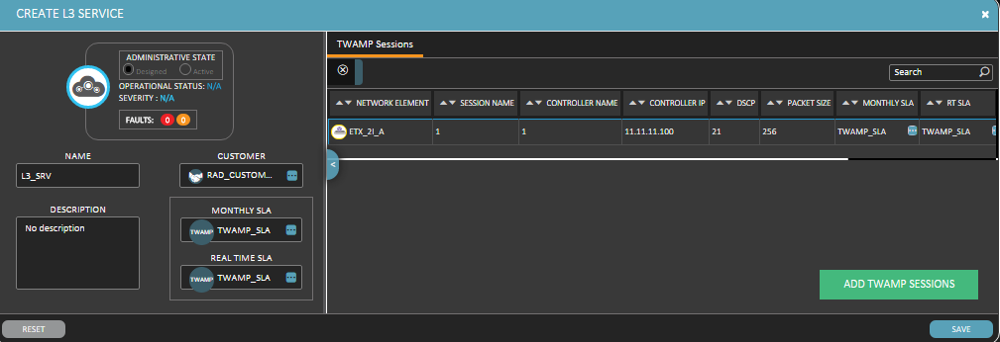 CREATE L3 SERVICE
ADMINISTRATIVE STATE
Designed Active
OPERATIONAL STATUS: N/A
SEVERITY : N/A
FAULTS: 0 0
NAME
L3_SRV
CUSTOMER
RAD_CUSTOM...
DESCRIPTION
No description
MONTHLY SLA
TWAMP TWAMP_SLA
REAL TIME SLA
TWAMP TWAMP_SLA
TWAMP Sessions
Search
NETWORK ELEMENT SESSION NAME CONTROLLER NAME CONTROLLER IP DSCP PACKET SIZE MONTHLY SLA RT SLA
ETX_2I_A 1 1 11.11.11.100 21 256 TWAMP_SLA TWAMP_SLA
<
ADD TWAMP SESSIONS
RESET
SAVE